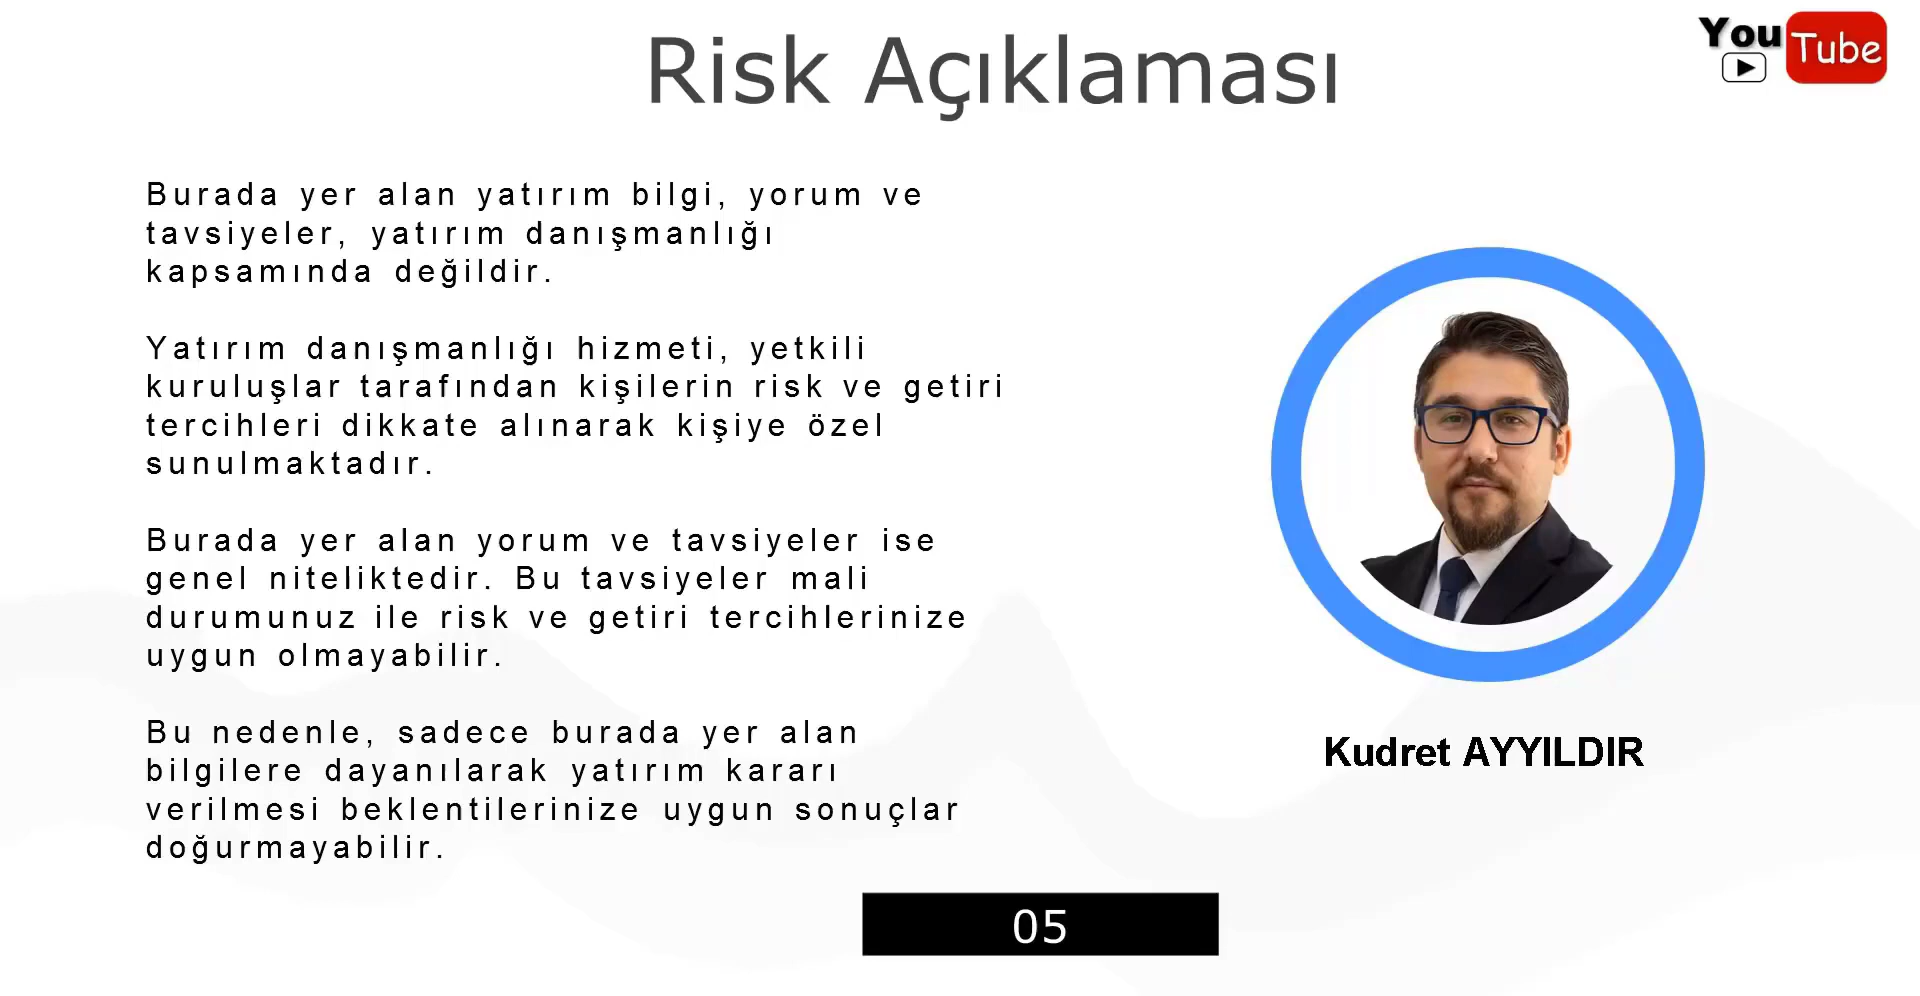 Risk Açıklaması
You
Tube
Burada yer alan yatırım bilgi, yorum ve
tavsiyeler, yatırım danışmanlığı
kapsamında değildir.
Yatırım danışmanlığı hizmeti, yetkili
kuruluşlar tarafından kişilerin risk ve getiri
tercihleri dikkate alınarak kişiye özel
sunulmaktadır.
Burada yer alan yorum ve tavsiyeler ise
genel niteliktedir. Bu tavsiyeler mali
durumunuz ile risk ve getiri tercihlerinize
uygun olmayabilir.
Bu nedenle, sadece burada yer alan
bilgilere dayanılarak yatırım kararı
verilmesi beklentilerinize uygun sonuçlar
doğurmayabilir.
Kudret AYYILDIR
05